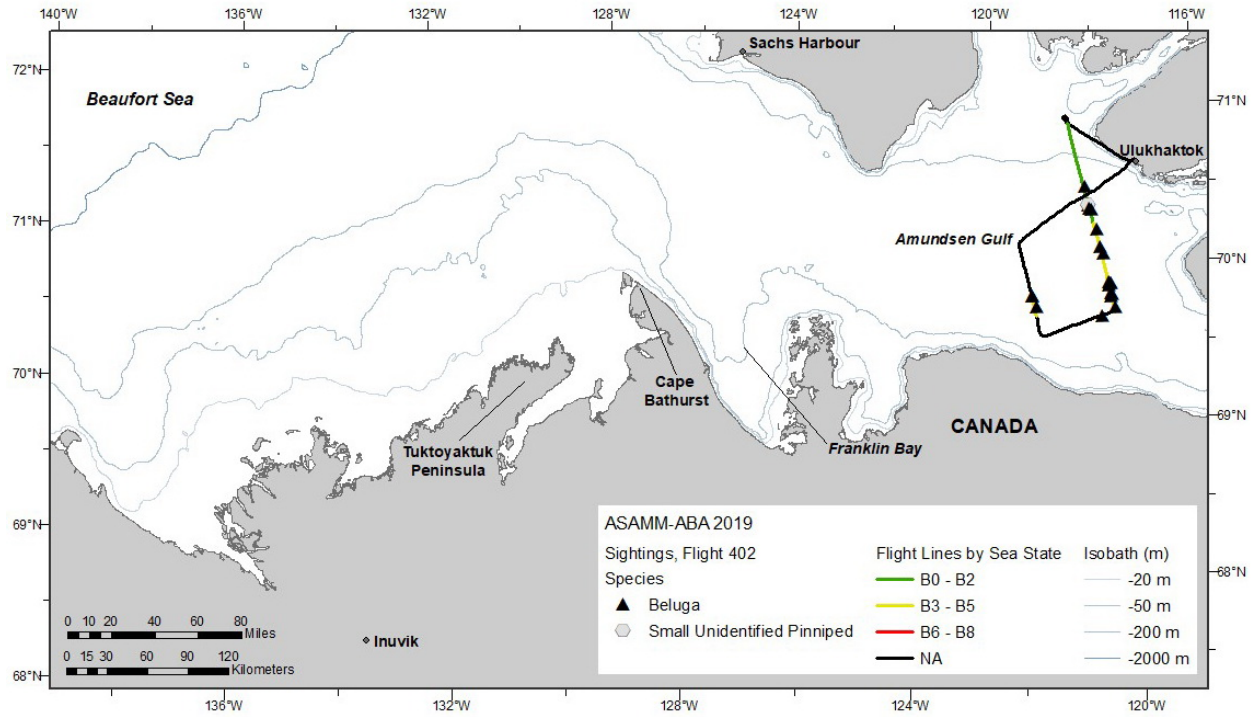 140°W 136°W 132°W 128°W 124°W 120°W 116°W
Sachs Harbour
72°N
Beaufort Sea
71°N
Ulukhaktok
71°N
Amundsen Gulf
70°N
70°N
Cape
Bathurst
69°N
CANADA
Tuktoyaktuk
Peninsula
Franklin Bay
69°N
ASAMM-ABA 2019
Sightings, Flight 402
Species
Beluga
Small Unidentified Pinniped
Flight Lines by Sea State
B0 - B2
B3 - B5
B6 - B8
NA
Isobath (m)
-20 m
-50 m
-200 m
-2000 m
68°N
0 10 20 40 60 80
Miles
0 15 30 60 90 120
Kilometers
Inuvik
68°N
136°W 132°W 128°W 124°W 120°W